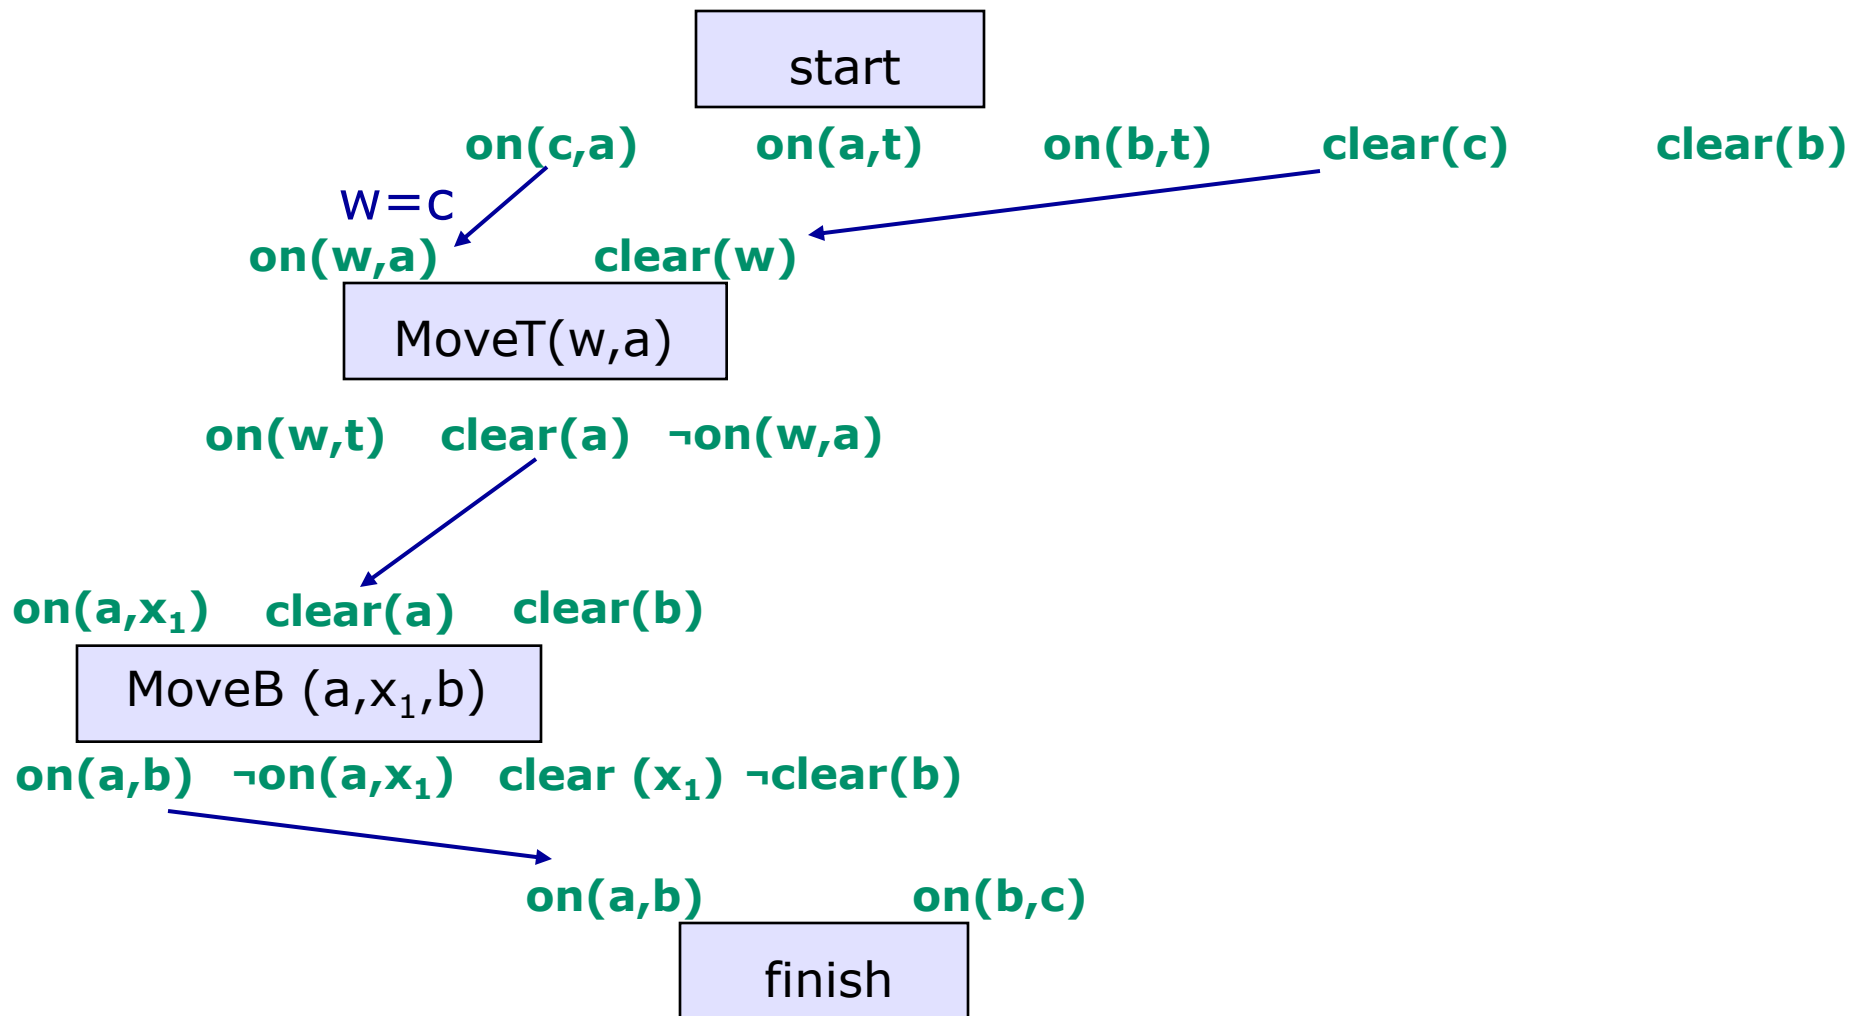 start
on(c,a) on(a,t) on(b,t) clear(c) clear(b)
w=c
on(w,a) clear(w)
MoveT(w,a)
on(w,t) clear(a) ¬on(w,a)
on(a,x₁) clear(a) clear(b)
MoveB (a,x₁,b)
on(a,b) ¬on(a,x₁) clear (x₁) ¬clear(b)
on(a,b) on(b,c)
finish